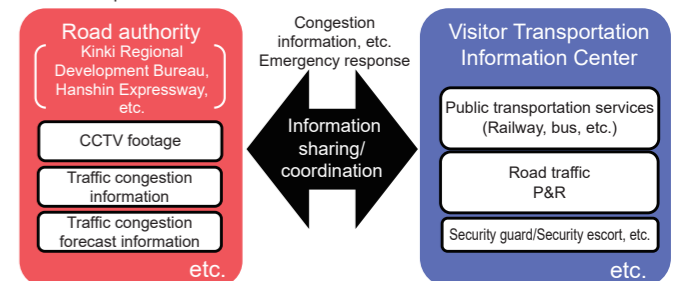 Road authority
Kinki Regional
Development Bureau,
Hanshin Expressway,
etc.
CCTV footage
Traffic congestion
information
Traffic congestion
forecast information
etc.
Congestion
information, etc.
Emergency response
Information
sharing/
coordination
Visitor Transportation
Information Center
Public transportation services
(Railway, bus, etc.)
Road traffic
P&R
Security guard/Security escort, etc.
etc.